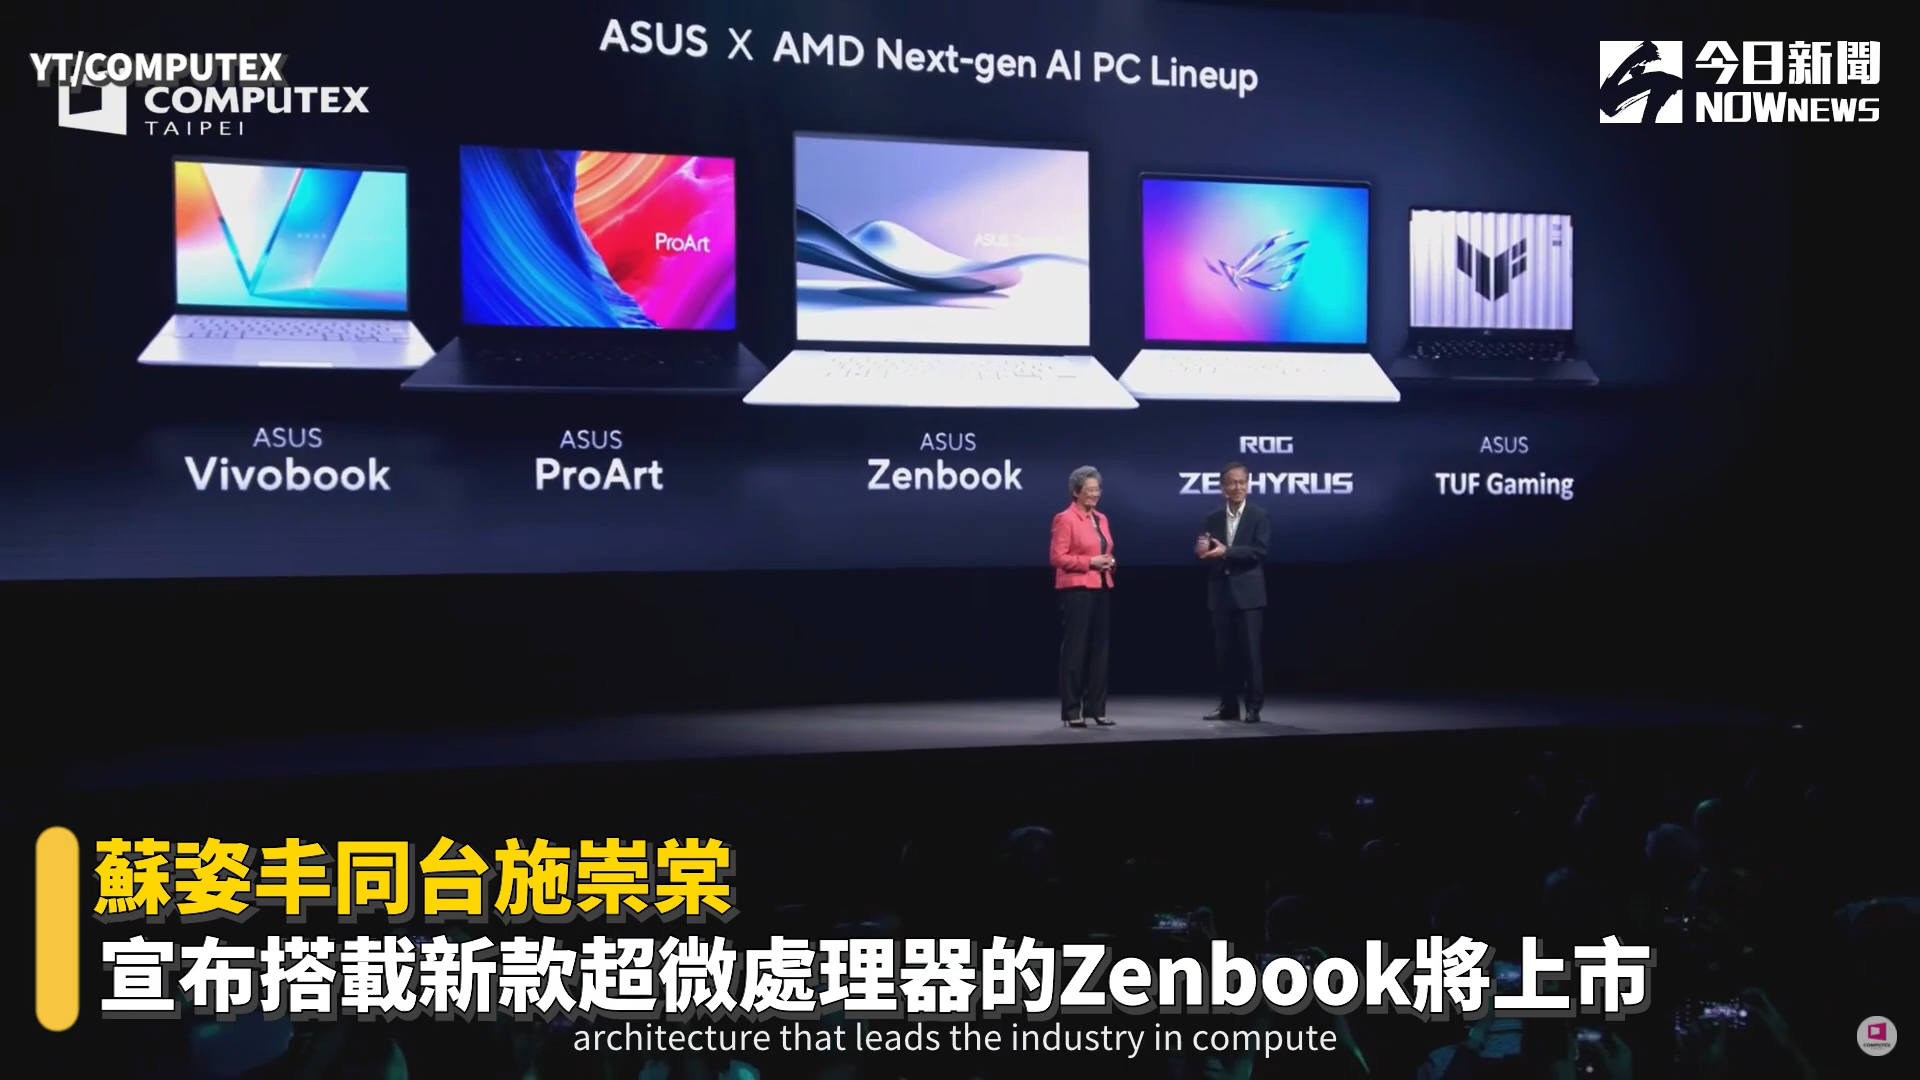 ASUS X AMD Next-gen AI PC Lineup
YT/COMPUTEX
COMPUTEX
TAIPEI
今日新聞
NOWNEWS
ProArt
ASUS
Vivobook
ASUS
ProArt
ASUS
Zenbook
ROG
ZEPHYRUS
ASUS
TUF Gaming
蘇姿丰同台施崇棠
宣布搭載新款超微處理器的Zenbook將上市
architecture that leads the industry in compute
COMPUTEX